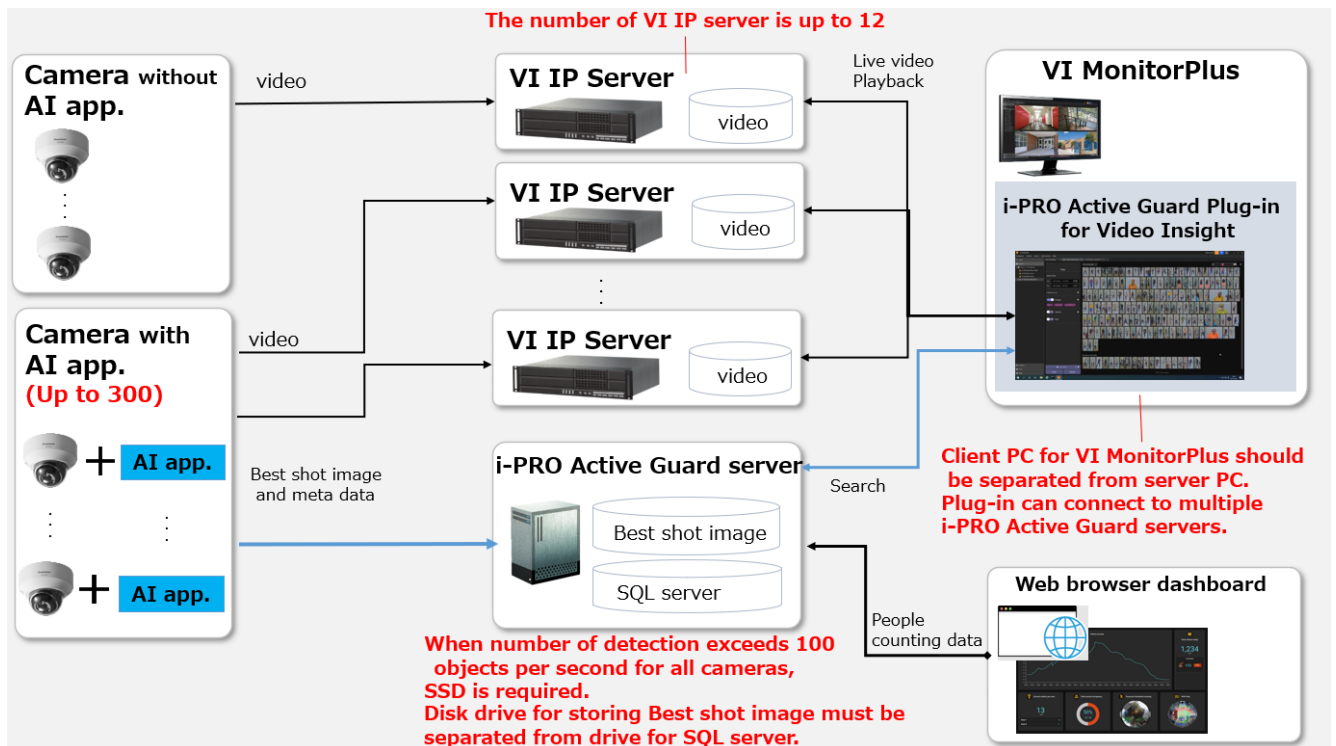 The number of VI IP server is up to 12
Camera without
AI app.
video
VI IP Server
video
Live video
Playback
VI MonitorPlus
VI IP Server
video
i-PRO Active Guard Plug-in
for Video Insight
Camera with
AI app.
(Up to 300)
video
VI IP Server
video
AI app.
Best shot image
and meta data
i-PRO Active Guard server
Search
Client PC for VI MonitorPlus should
be separated from server PC.
Plug-in can connect to multiple
i-PRO Active Guard servers.
Best shot image
AI app.
SQL server
Web browser dashboard
People
counting data
1,234
13
When number of detection exceeds 100
objects per second for all cameras,
SSD is required.
Disk drive for storing Best shot image must be
separated from drive for SQL server.